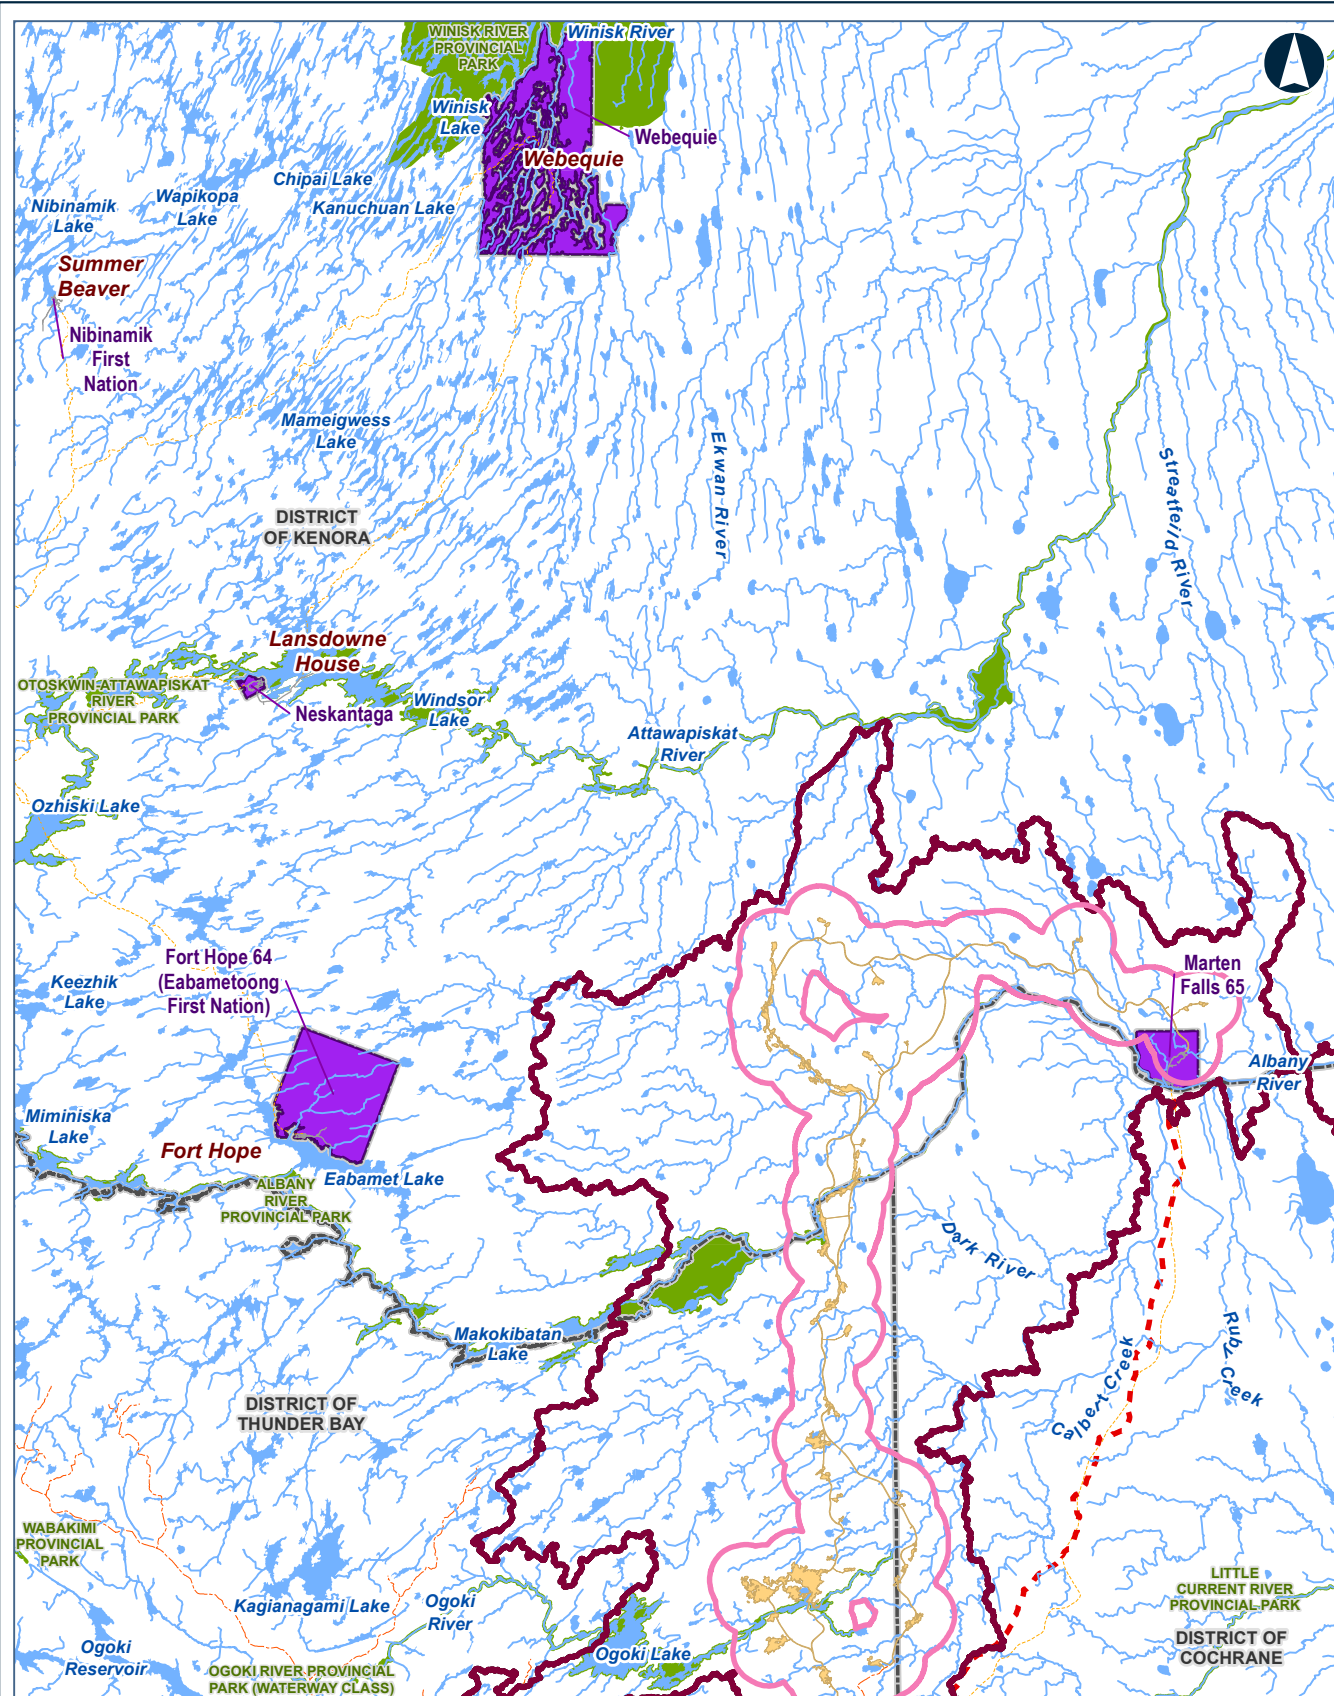 WINISK RIVER
PROVINCIAL
PARK
Winisk River
Winisk
Lake
Webequie
Webequie
Chipai Lake
Wapikopa
Lake
Kanuchuan Lake
Nibinamik
Lake
Summer
Beaver
Nibinamik
First
Nation
Mameigwess
Lake
Ekwan River
Streatfeild River
DISTRICT
OF KENORA
Lansdowne
House
OTOSKWIN-ATTAWAPISKAT
RIVER
PROVINCIAL PARK
Neskantaga
Windsor
Lake
Attawapiskat
River
Ozhiski Lake
Fort Hope 64
(Eabametoong
First Nation)
Keezhik
Lake
Marten
Falls 65
Albany
River
Miminiska
Lake
Fort Hope
Eabamet Lake
ALBANY
RIVER
PROVINCIAL PARK
Dark River
Makokibatan
Lake
Calbert Creek
Ruby Creek
DISTRICT OF
THUNDER BAY
WABAKIMI
PROVINCIAL
PARK
Kagianagami Lake
Ogoki
River
LITTLE
CURRENT RIVER
PROVINCIAL PARK
DISTRICT OF
COCHRANE
Ogoki
Reservoir
Ogoki Lake
OGOKI RIVER PROVINCIAL
PARK (WATERWAY CLASS)